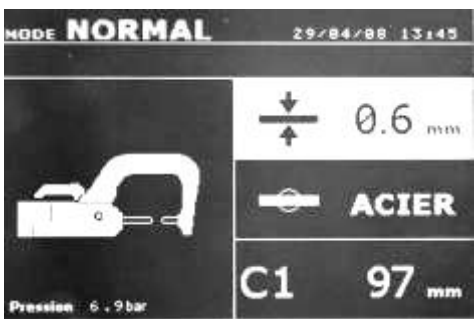 MODE NORMAL 29/04/08 13:45
0.6 mm
ACIER
C1 97 mm
Pression 6.9bar